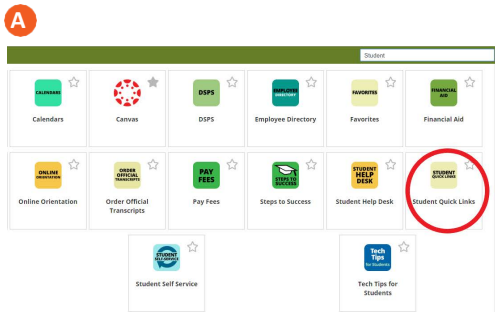 A
Student
CALENDARS
DSPS
EMPLOYEE
DIRECTORY
FAVORITES
FINANCIAL
AID
Calendars
Canvas
DSPS
Employee Directory
Favorites
Financial Aid
ONLINE
ORIENTATION
ORDER
OFFICIAL
TRANSCRIPTS
PAY
FEES
STEPS TO
SUCCESS
STUDENT
HELP
DESK
STUDENT
QUICK LINKS
Online Orientation
Order Official
Transcripts
Pay Fees
Steps to Success
Student Help Desk
Student Quick Links
STUDENT
SELF-SERVICE
Tech
Tips
for Students
Student Self Service
Tech Tips for
Students